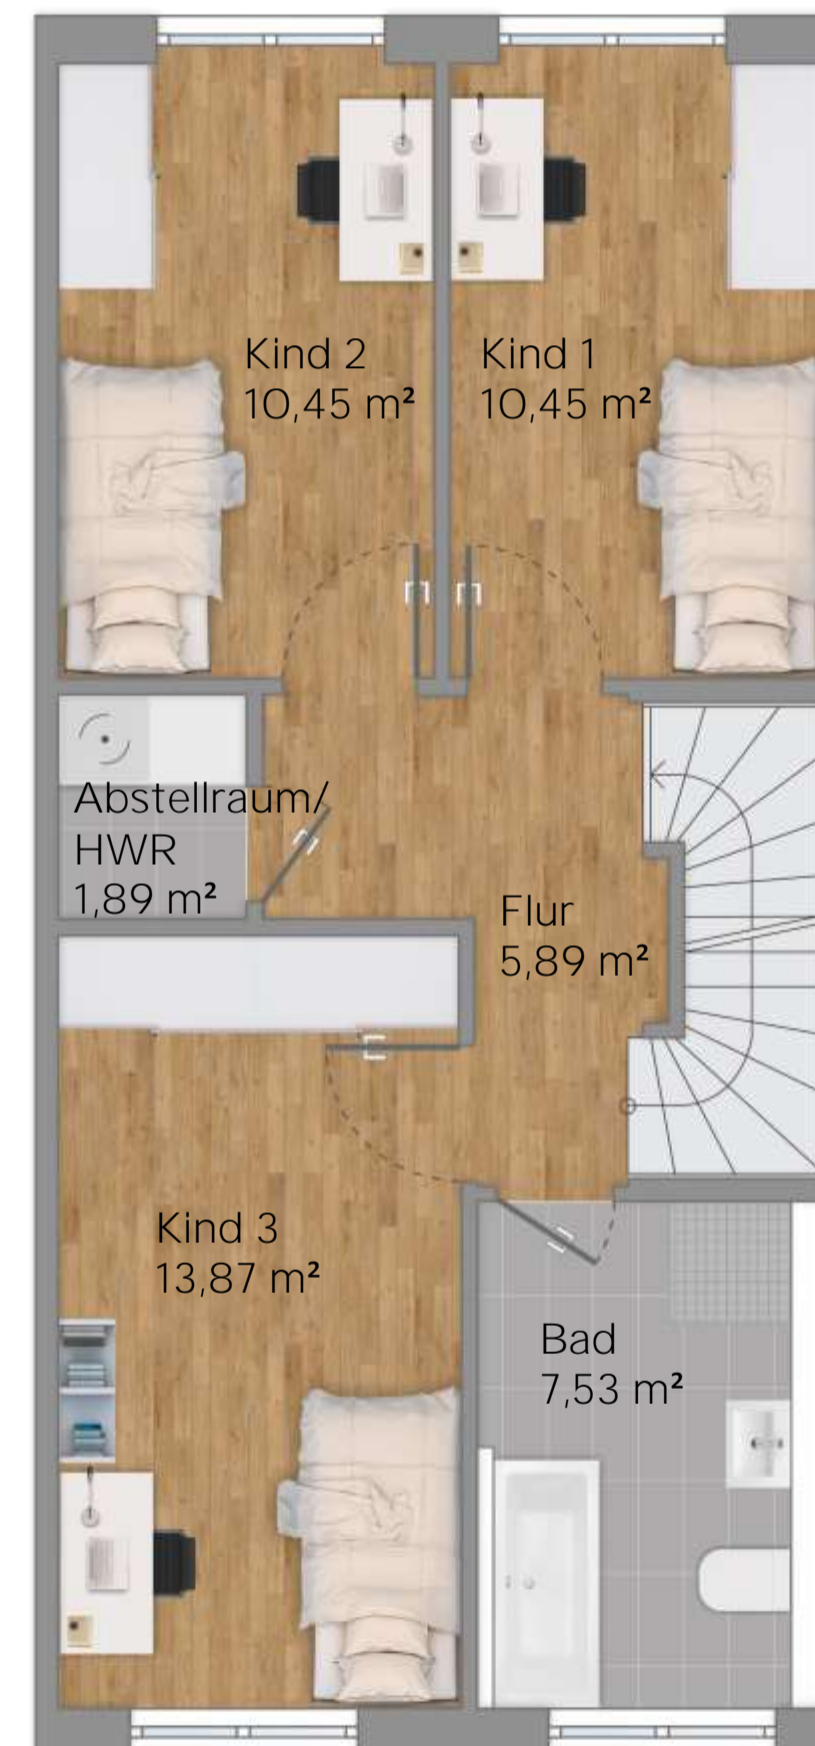 Kind 2
10,45 m²
Kind 1
10,45 m²
Abstellraum/
HWR
1,89 m²
Flur
5,89 m²
Kind 3
13,87 m²
Bad
7,53 m²